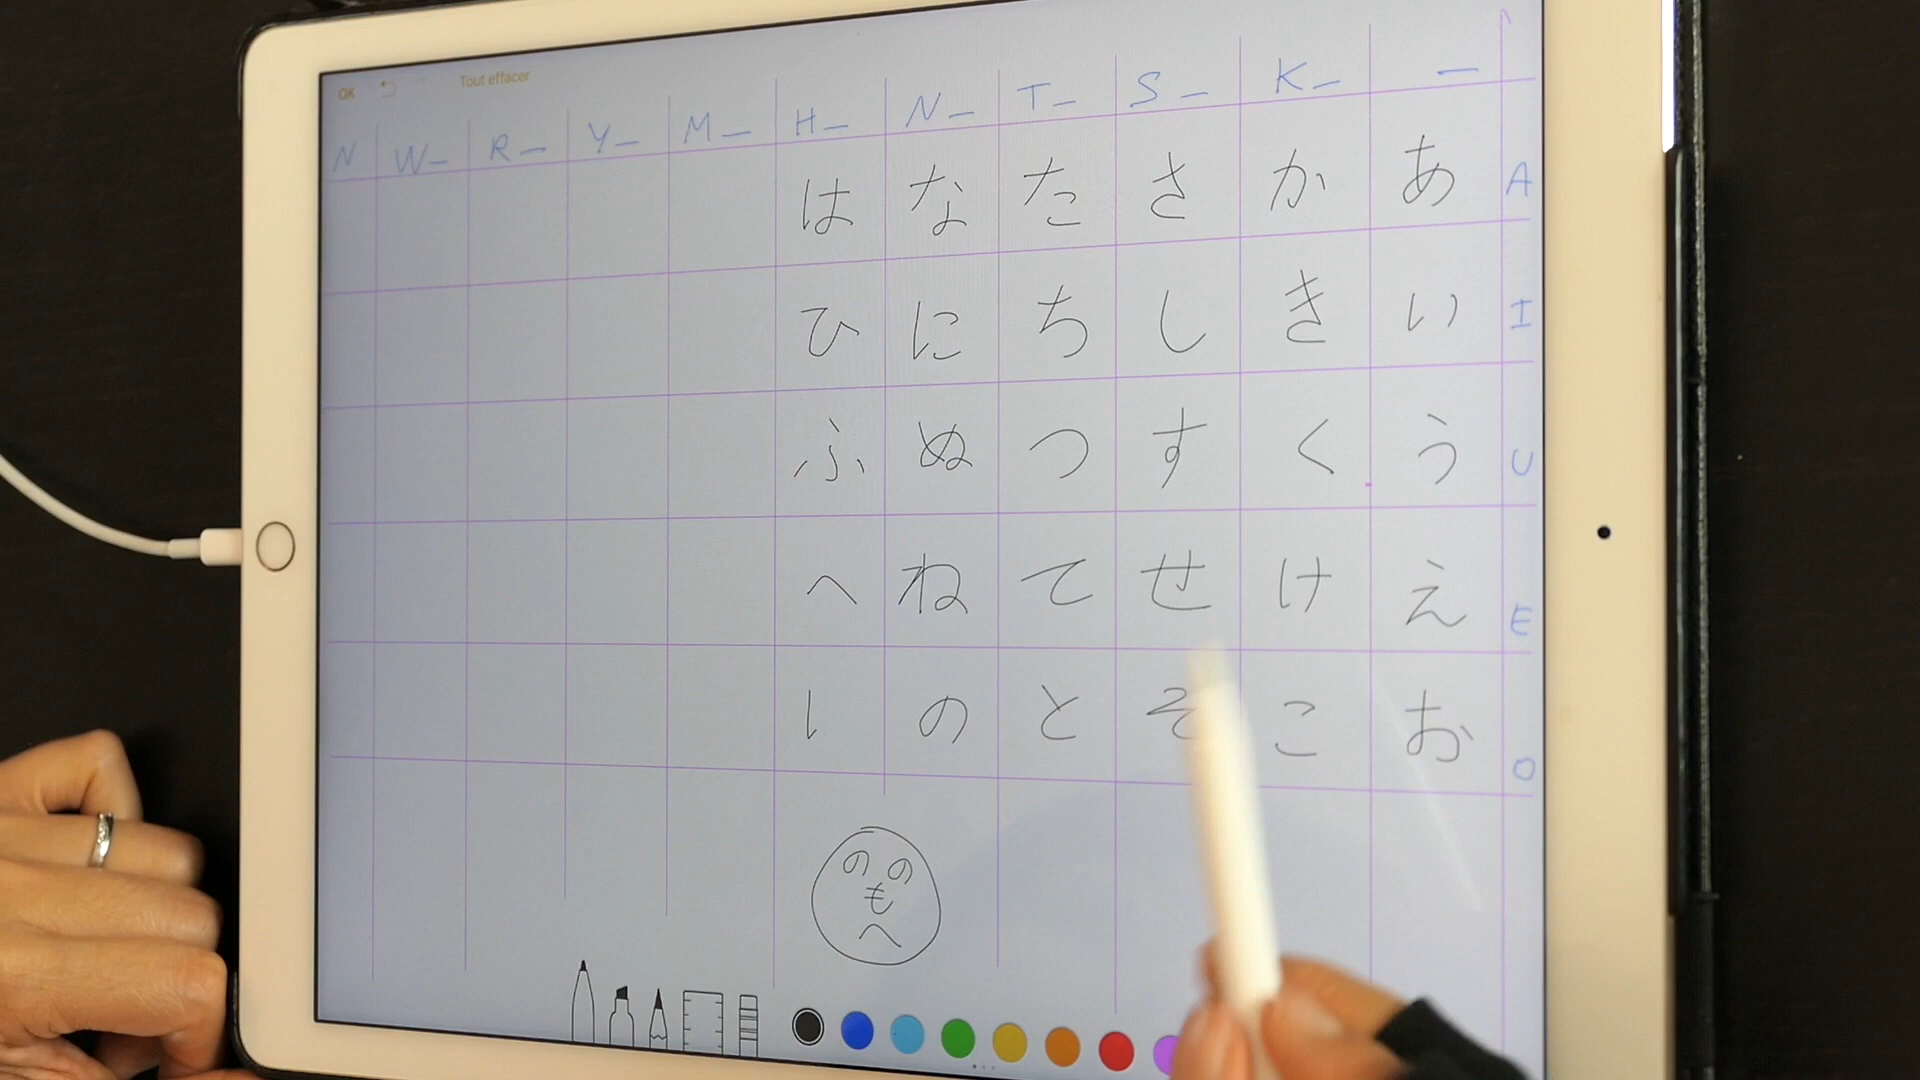 OK Tout effacer
N W_ R_ Y_ M_ H_ N_ T_ S_ K_ _
は な た さ か あ A
ひ に ち し き い I
ふ ぬ つ す く う U
へ ね て せ け え E
の と そ こ お O
のの
も
へ